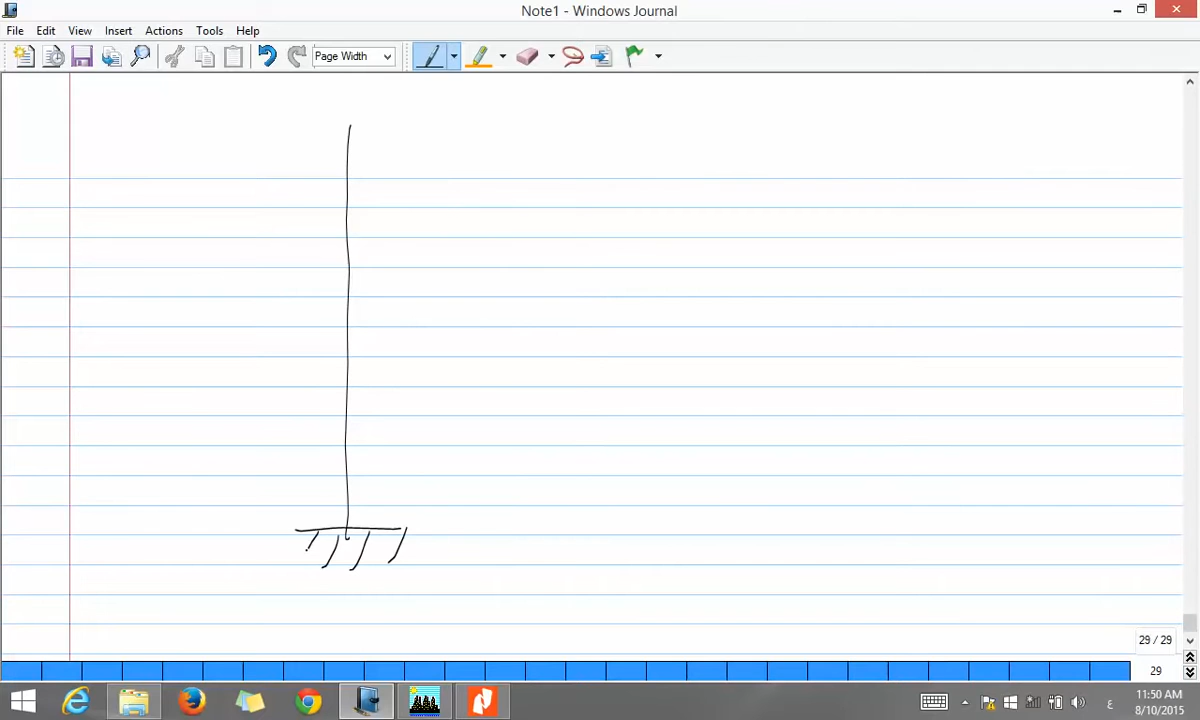 Note1 - Windows Journal
File Edit View Insert Actions Tools Help
Page Width
29 / 29
29
ع
11:50 AM
8/10/2015